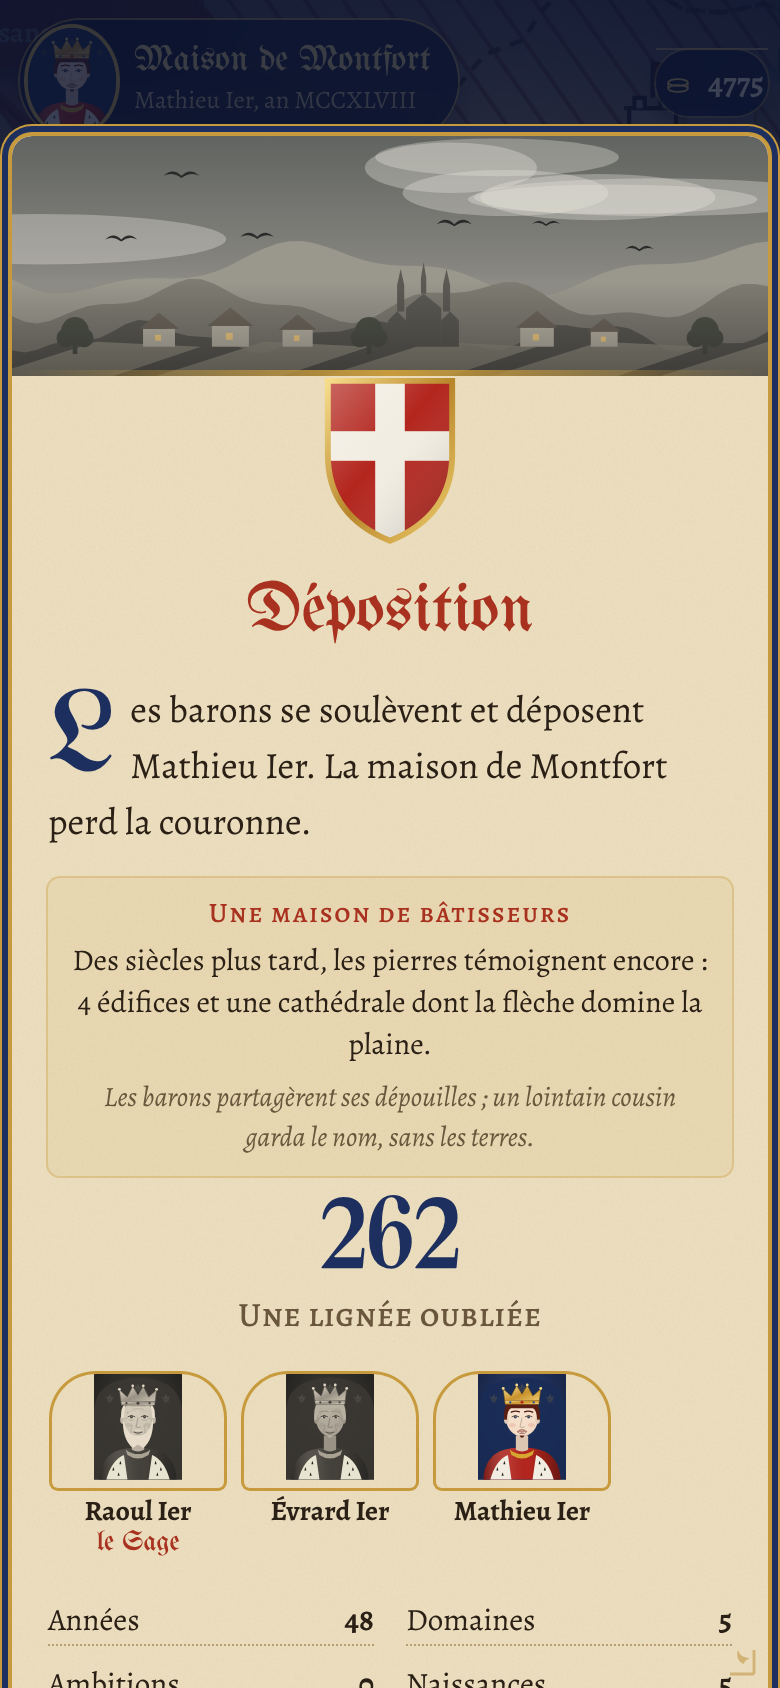 Maison de Montfort
Mathieu Ier, an MCCXLVIII
4775
Déposition
Les barons se soulèvent et déposent
Mathieu Ier. La maison de Montfort
perd la couronne.
Une maison de bâtisseurs
Des siècles plus tard, les pierres témoignent encore :
4 édifices et une cathédrale dont la flèche domine la
plaine.
Les barons partagèrent ses dépouilles ; un lointain cousin
garda le nom, sans les terres.
262
Une lignée oubliée
Raoul Ier
le Sage
Évrard Ier
Mathieu Ier
Années 48
Domaines 5
Ambitions 0
Naissances 5